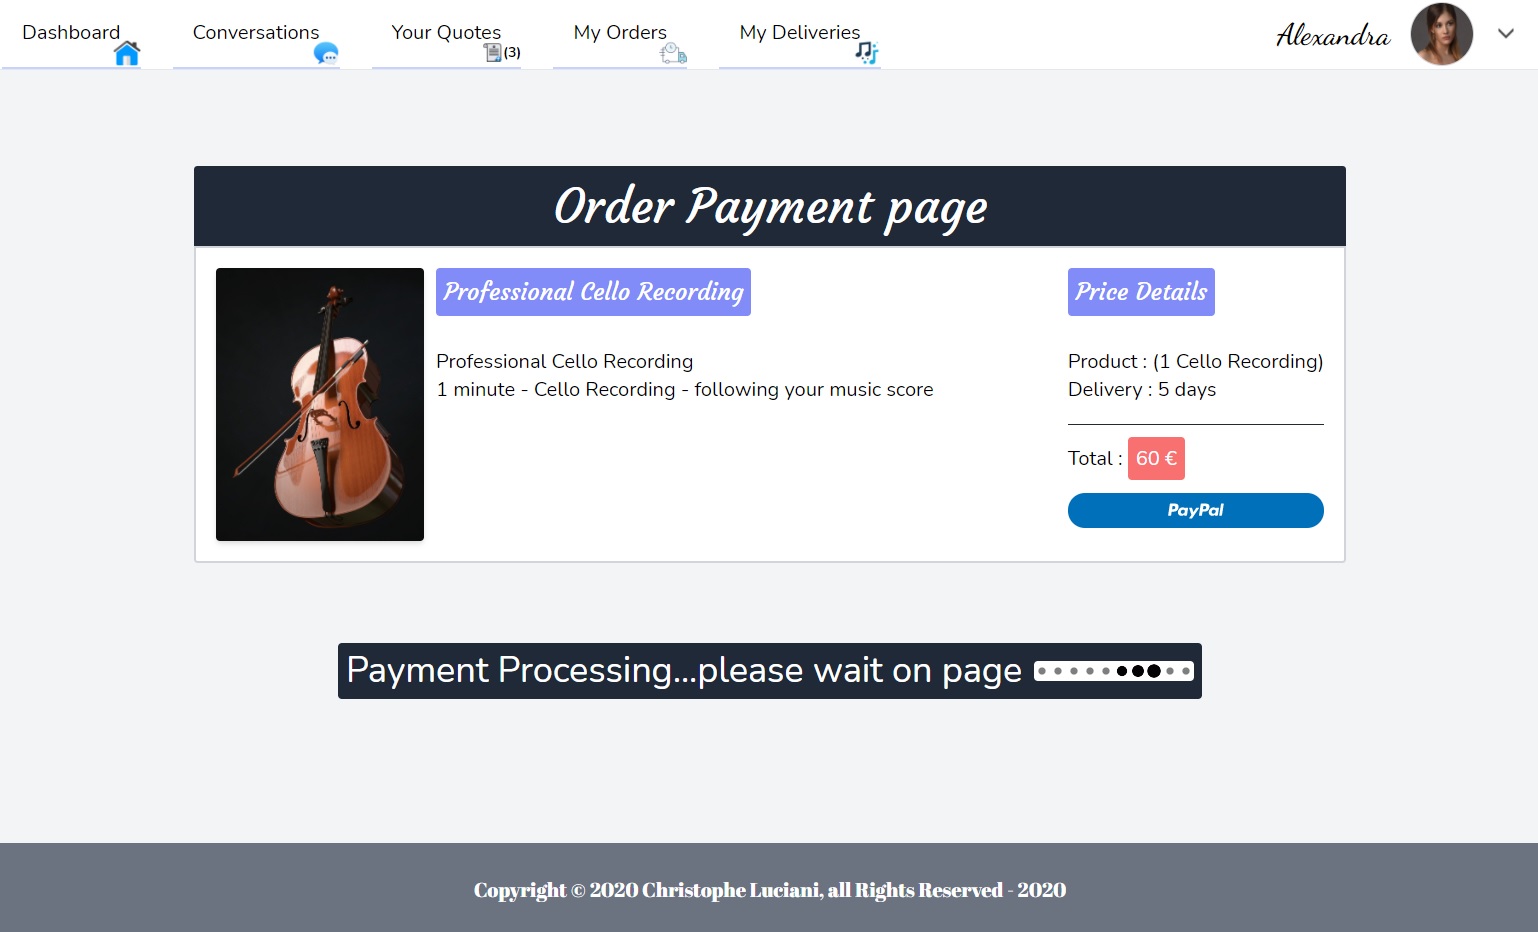 Dashboard
Conversations
Your Quotes
(3)
My Orders
My Deliveries
Alexandra
Order Payment page
Professional Cello Recording
Professional Cello Recording
1 minute - Cello Recording - following your music score
Price Details
Product : (1 Cello Recording)
Delivery : 5 days
Total : 60 €
PayPal
Payment Processing...please wait on page
Copyright © 2020 Christophe Luciani, all Rights Reserved - 2020